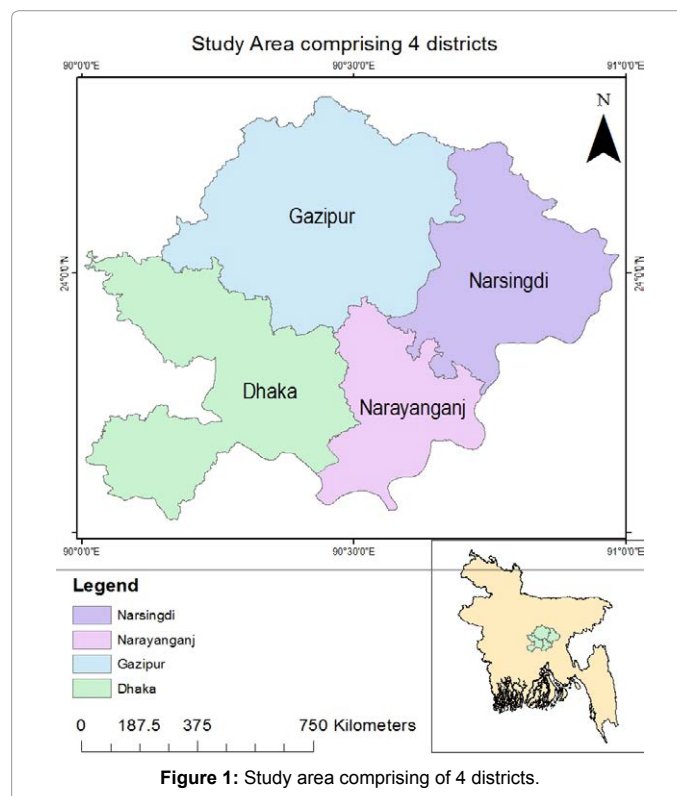 Study Area comprising 4 districts
90°0'0"E 90°30'0"E 91°0'0"E
N
Gazipur
24°0'0"N 24°0'0"N
Narsingdi
Dhaka
Narayanganj
90°0'0"E 90°30'0"E 91°0'0"E
Legend
Narsingdi
Narayanganj
Gazipur
Dhaka
0 187.5 375 750 Kilometers
Figure 1: Study area comprising of 4 districts.